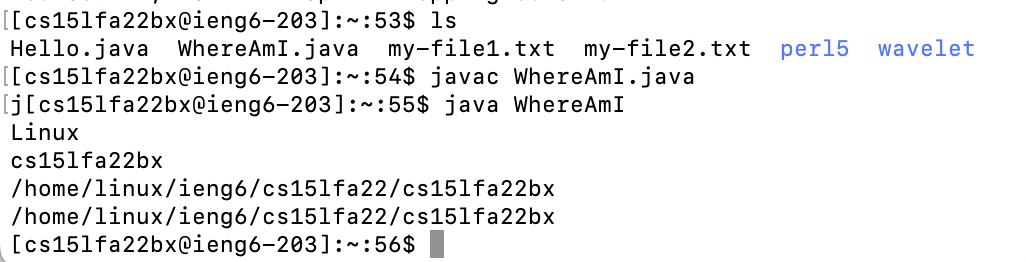 [[cs15lfa22bx@ieng6-203]:~:53$ ls
Hello.java  WhereAmI.java  my-file1.txt  my-file2.txt  perl5  wavelet
[[cs15lfa22bx@ieng6-203]:~:54$ javac WhereAmI.java
[j[cs15lfa22bx@ieng6-203]:~:55$ java WhereAmI
Linux
cs15lfa22bx
/home/linux/ieng6/cs15lfa22/cs15lfa22bx
/home/linux/ieng6/cs15lfa22/cs15lfa22bx
[cs15lfa22bx@ieng6-203]:~:56$